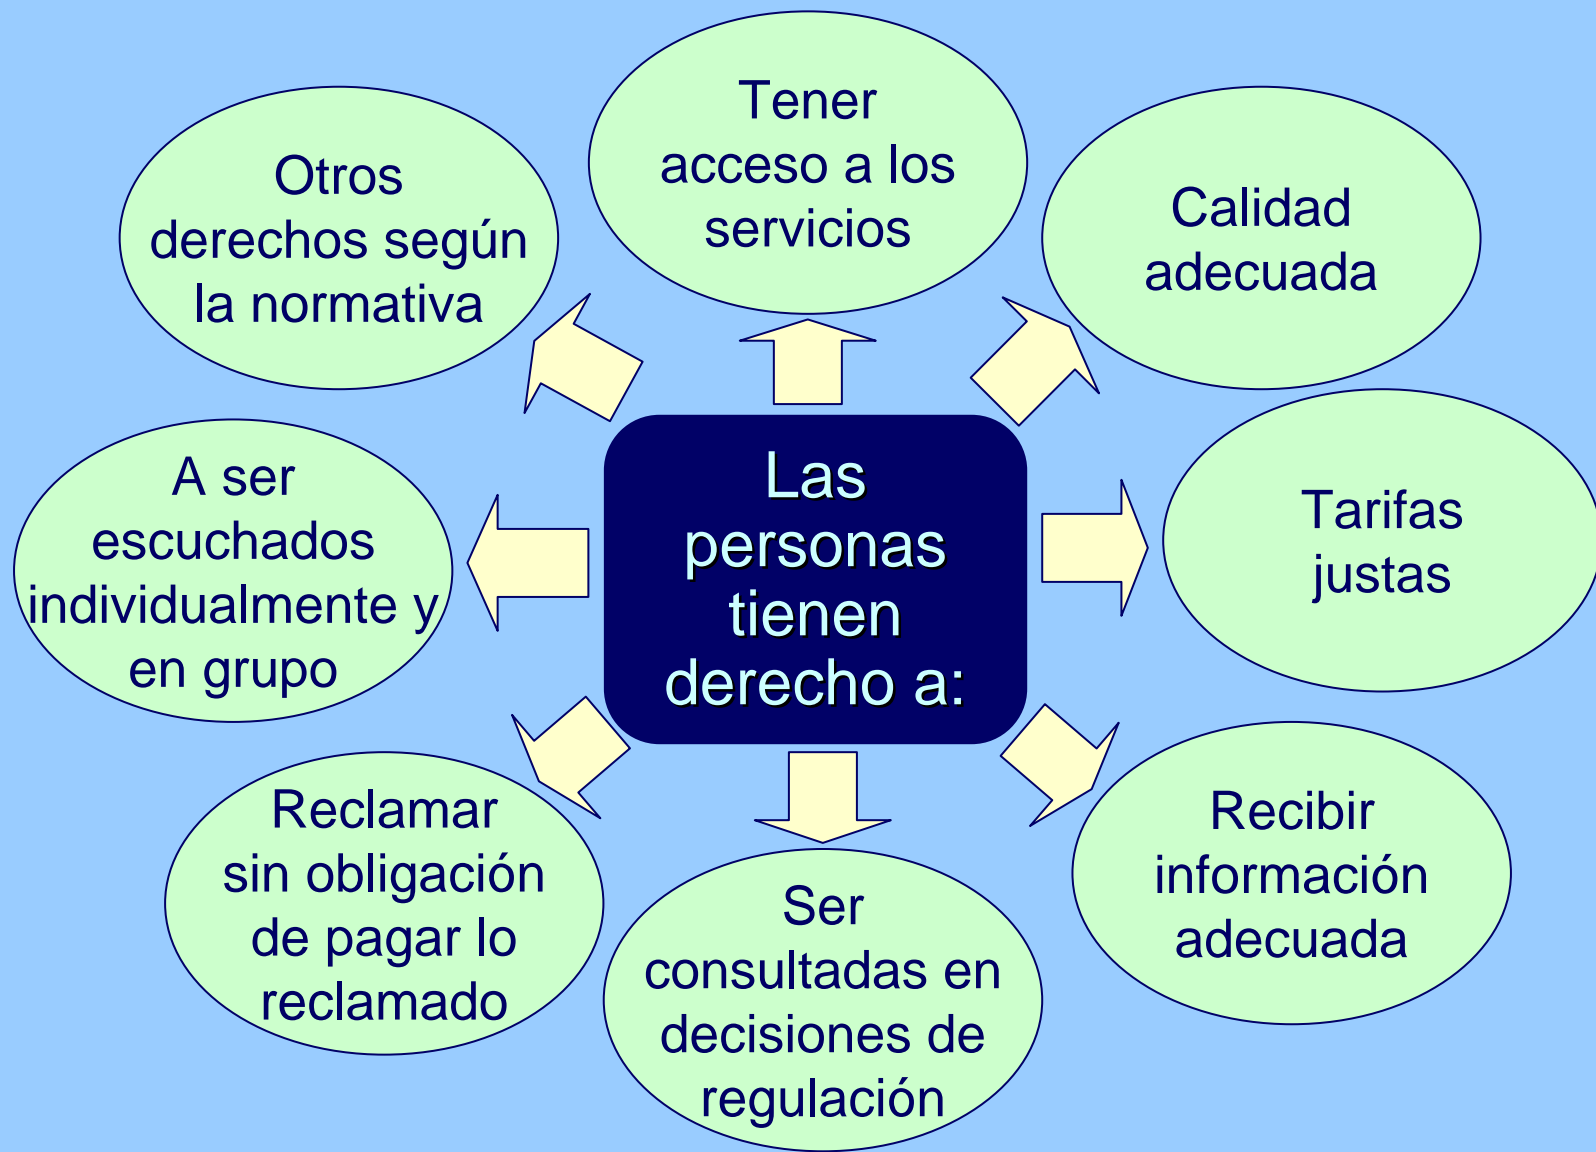 Tener
acceso a los
servicios
Calidad
adecuada
Tarifas
justas
Recibir
información
adecuada
Ser
consultadas en
decisiones de
regulación
Reclamar
sin obligación
de pagar lo
reclamado
A ser
escuchados
individualmente y
en grupo
Otros
derechos según
la normativa
Las
personas
tienen
derecho a: